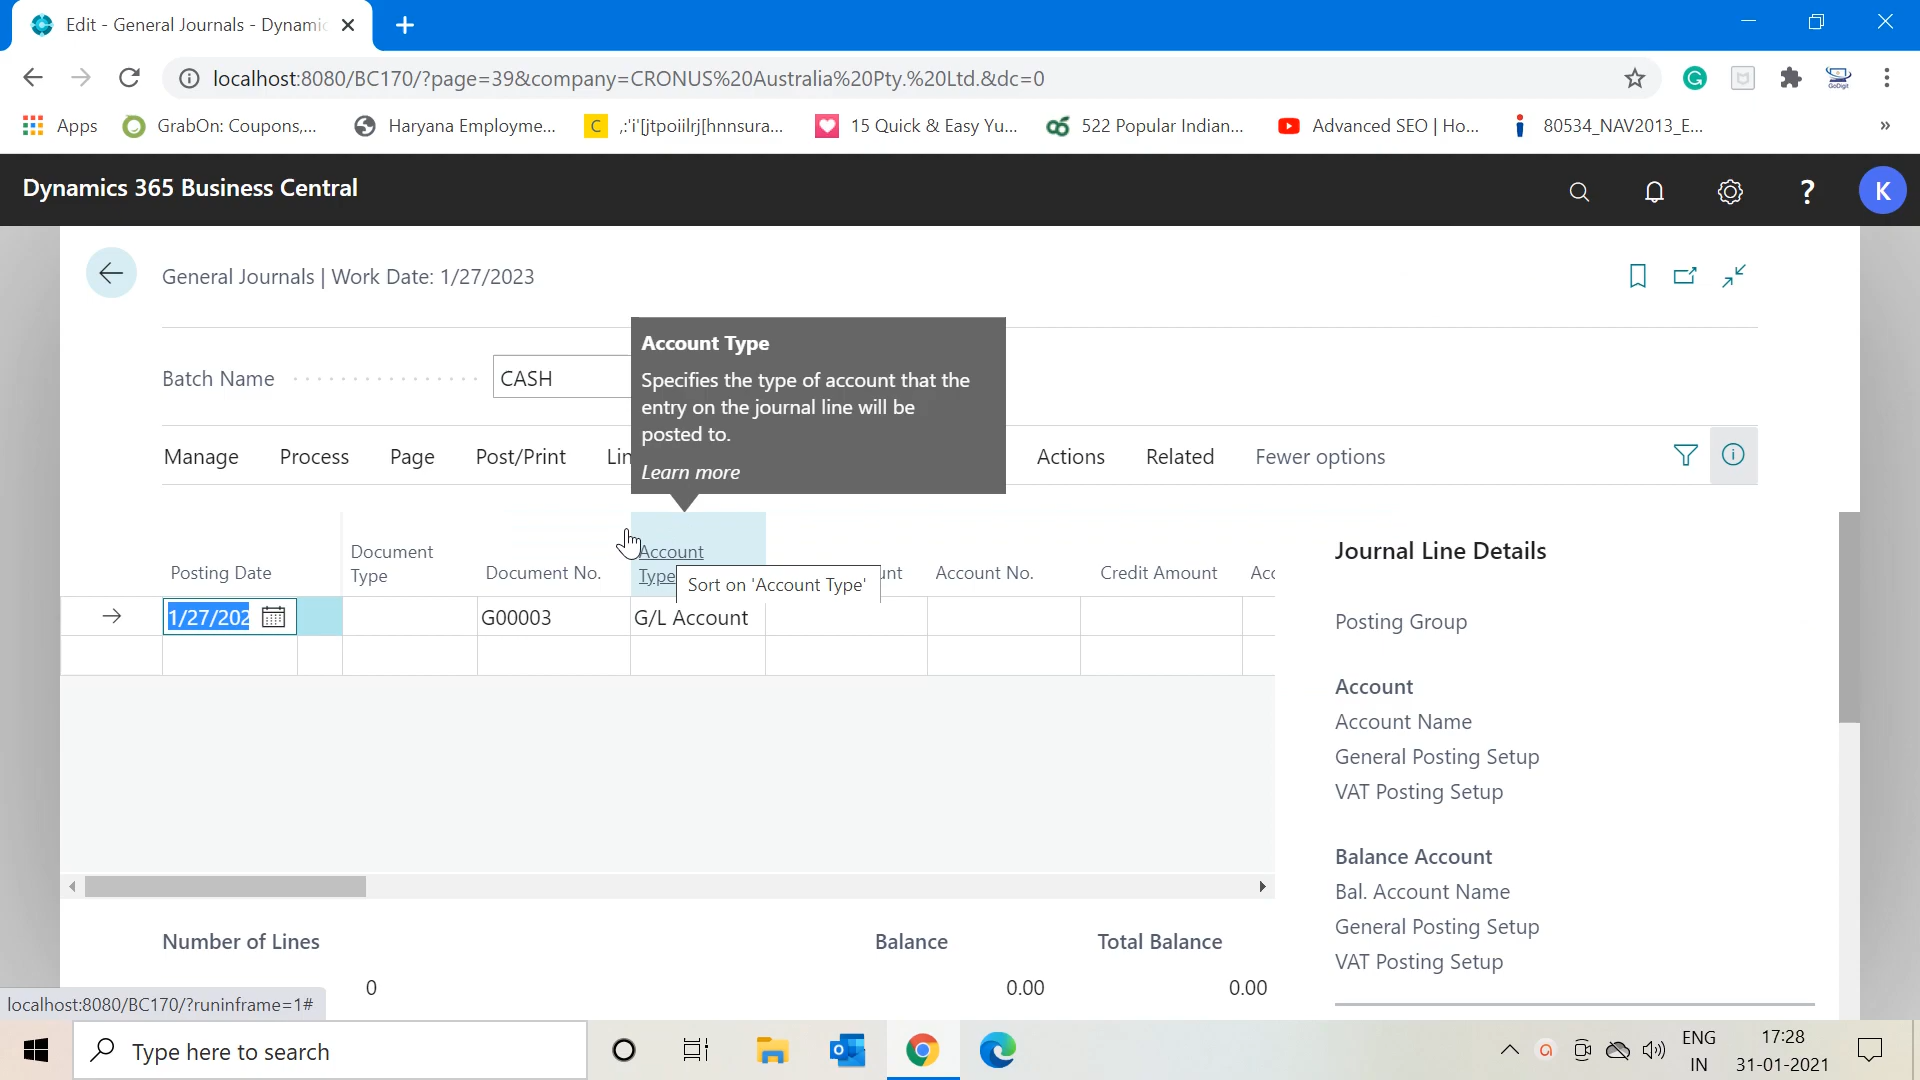 Edit - General Journals - Dynamic
localhost:8080/BC170/?page=39&company=CRONUS%20Australia%20Pty.%20Ltd.&dc=0
Apps
GrabOn: Coupons,...
Haryana Employme...
,:'i'[jtpoiilrj[hnnsura...
15 Quick & Easy Yu...
522 Popular Indian...
Advanced SEO | Ho...
80534_NAV2013_E...
»
Dynamics 365 Business Central
?
K
General Journals | Work Date: 1/27/2023
Batch Name
CASH
Account Type
Specifies the type of account that the
entry on the journal line will be
posted to.
Learn more
Manage
Process
Page
Post/Print
Lin
Actions
Related
Fewer options
Posting Date
Document
Type
Document No.
Account
Type
Sort on 'Account Type'
unt
Account No.
Credit Amount
Acc
1/27/202
G00003
G/L Account
Journal Line Details
Posting Group
Account
Account Name
General Posting Setup
VAT Posting Setup
Balance Account
Bal. Account Name
General Posting Setup
VAT Posting Setup
Number of Lines
Balance
Total Balance
0
0.00
0.00
localhost:8080/BC170/?runinframe=1#
Type here to search
ENG
IN
17:28
31-01-2021